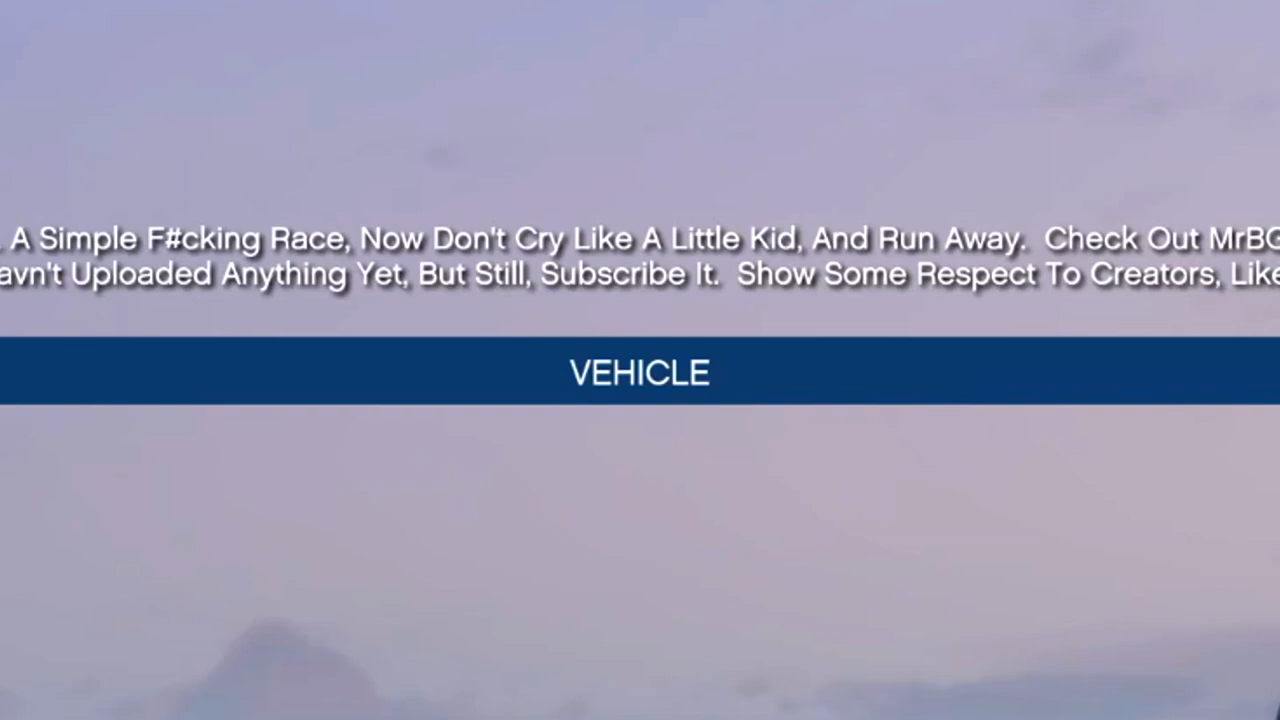 A Simple F#cking Race, Now Don't Cry Like A Little Kid, And Run Away. Check Out
Uploaded Anything Yet, But Still, Subscribe It. Show Some Respect To Creators, Like
VEHICLE